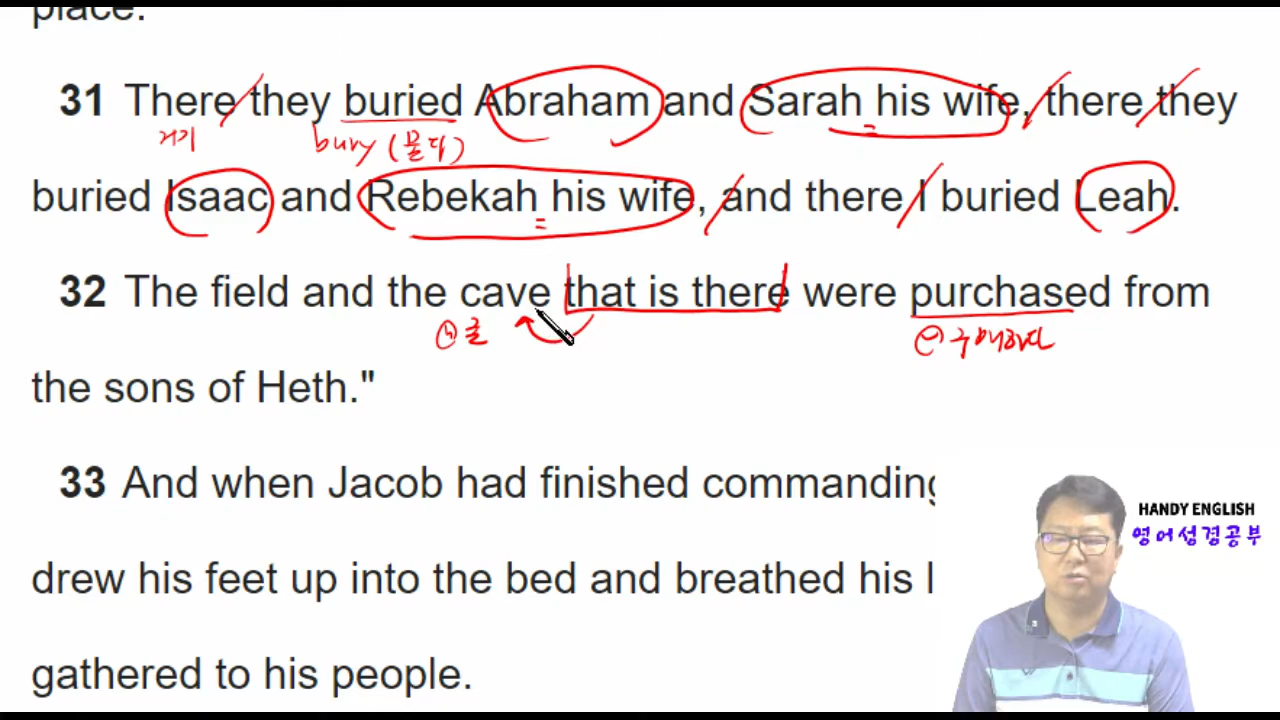 place.
31 There they buried Abraham and Sarah his wife, there they
거기 bury (묻다)
buried Isaac and Rebekah his wife, and there I buried Leah.
32 The field and the cave that is there were purchased from
굴 구매하다
the sons of Heth."
33 And when Jacob had finished commanding
HANDY ENGLISH
영어성경공부
drew his feet up into the bed and breathed his l
gathered to his people.